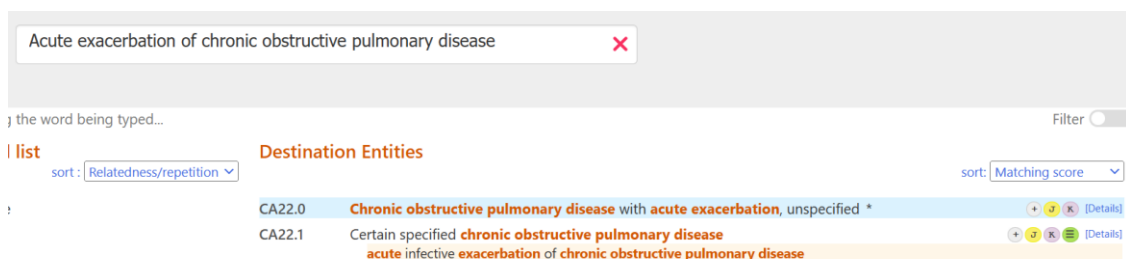 Acute exacerbation of chronic obstructive pulmonary disease
the word being typed...
Filter
list
Destination Entities
sort : Relatedness/repetition
sort: Matching score
CA22.0 Chronic obstructive pulmonary disease with acute exacerbation, unspecified * + J K [Details]
CA22.1 Certain specified chronic obstructive pulmonary disease + J K [Details]
acute infective exacerbation of chronic obstructive pulmonary disease